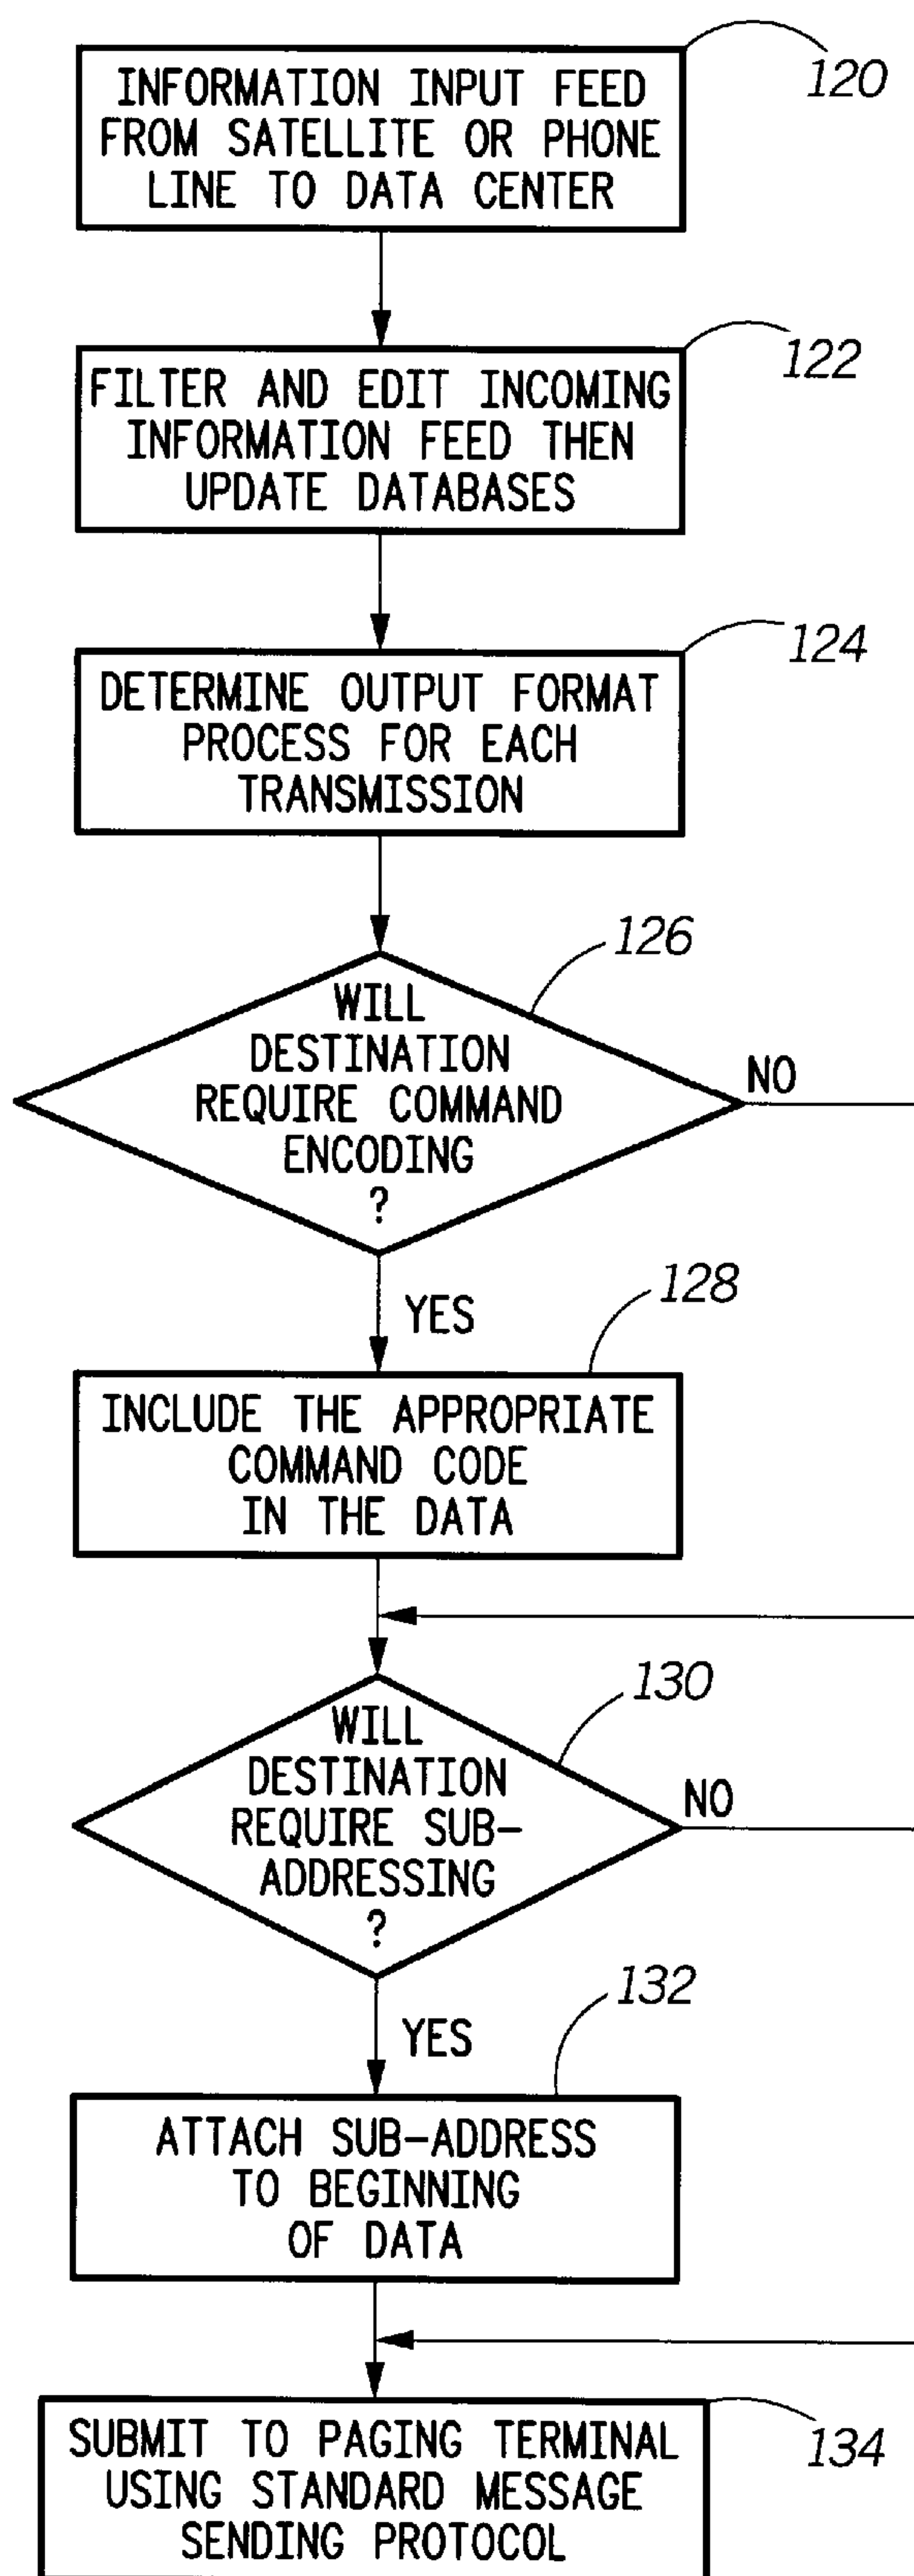 120
INFORMATION INPUT FEED
FROM SATELLITE OR PHONE
LINE TO DATA CENTER
122
FILTER AND EDIT INCOMING
INFORMATION FEED THEN
UPDATE DATABASES
124
DETERMINE OUTPUT FORMAT
PROCESS FOR EACH
TRANSMISSION
126
WILL
DESTINATION
REQUIRE COMMAND
ENCODING
?
NO
YES
128
INCLUDE THE APPROPRIATE
COMMAND CODE
IN THE DATA
130
WILL
DESTINATION
REQUIRE SUB-
ADDRESSING
?
NO
YES
132
ATTACH SUB-ADDRESS
TO BEGINNING
OF DATA
134
SUBMIT TO PAGING TERMINAL
USING STANDARD MESSAGE
SENDING PROTOCOL